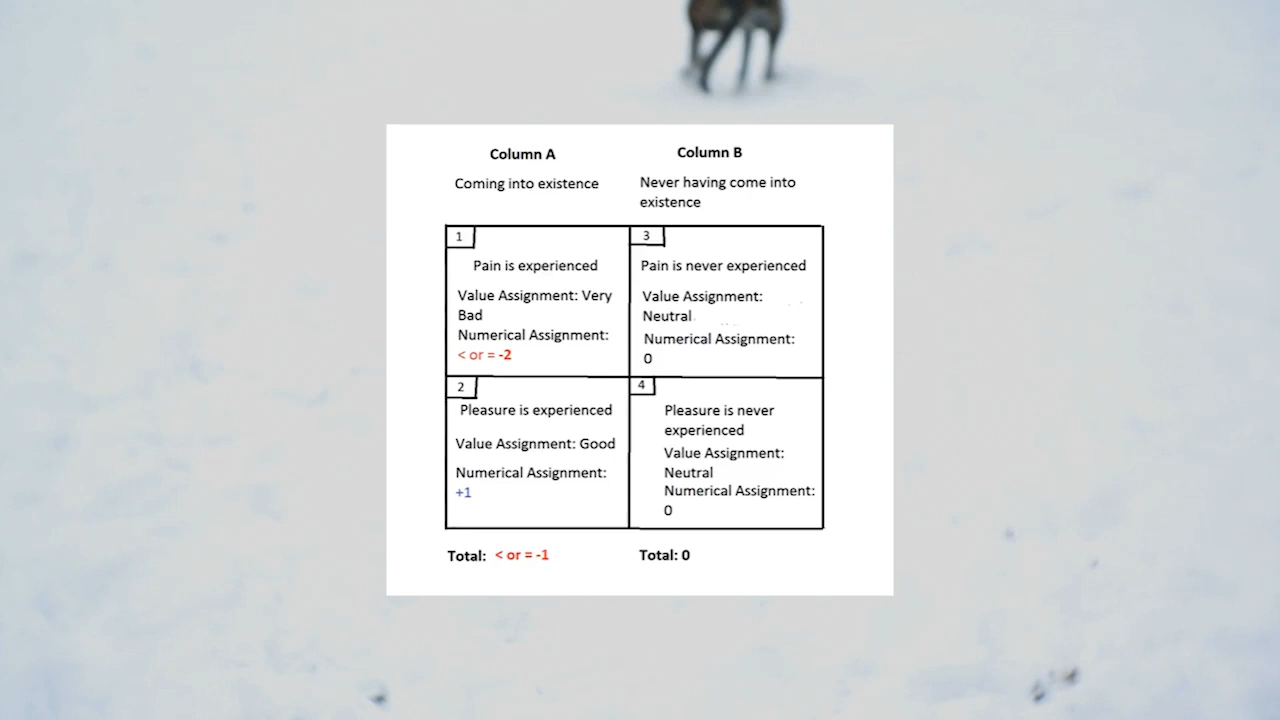 Column A
Column B
Coming into existence
Never having come into
existence
1
Pain is experienced
Value Assignment: Very
Bad
Numerical Assignment:
< or = -2
3
Pain is never experienced
Value Assignment:
Neutral
Numerical Assignment:
0
2
Pleasure is experienced
Value Assignment: Good
Numerical Assignment:
+1
4
Pleasure is never
experienced
Value Assignment:
Neutral
Numerical Assignment:
0
Total: < or = -1
Total: 0